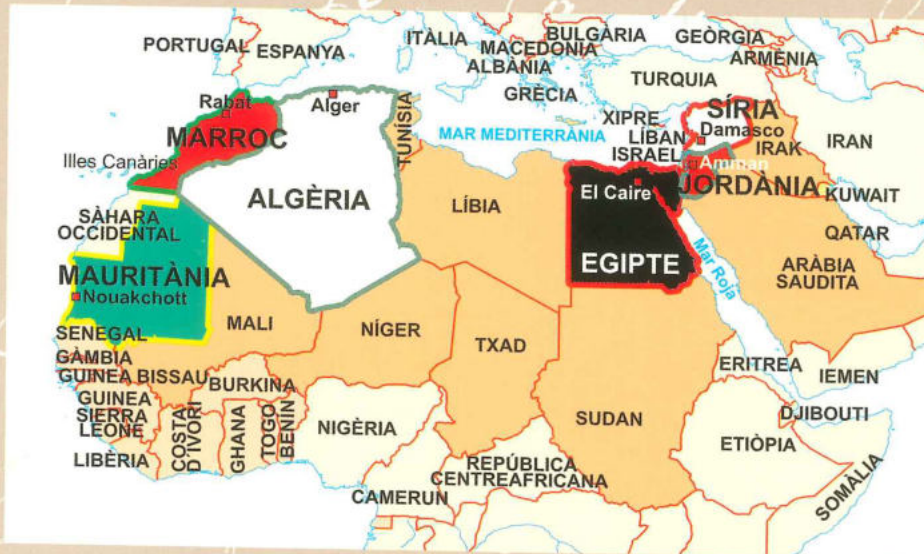 PORTUGAL
ESPANYA
ITÀLIA
MACEDONIA
ALBÀNIA
BULGÀRIA
GRÈCIA
GEÒRGIA
ARMÈNIA
TURQUIA
XIPRE
LÍBAN
ISRAEL
SÍRIA
Damasco
IRAK
IRAN
Amman
JORDÀNIA
KUWAIT
QATAR
ARÀBIA
SAUDITA
MAR MEDITERRÀNIA
Rabat
MARROC
Illes Canàries
Alger
ALGÈRIA
TUNÍSIA
LÍBIA
El Caire
EGIPTE
Mar Roja
SÀHARA
OCCIDENTAL
MAURITÀNIA
Nouakchott
MALI
NÍGER
TXAD
SUDAN
ERITREA
IEMEN
DJIBOUTI
ETIÒPIA
SOMÀLIA
SENEGAL
GÀMBIA
GUINEA BISSAU
GUINEA
SIERRA
LEONE
LIBÈRIA
COSTA
D'IVORI
BURKINA
GHANA
TOGO
BENÍN
NIGÈRIA
CAMERUN
REPÚBLICA
CENTREAFRICANA